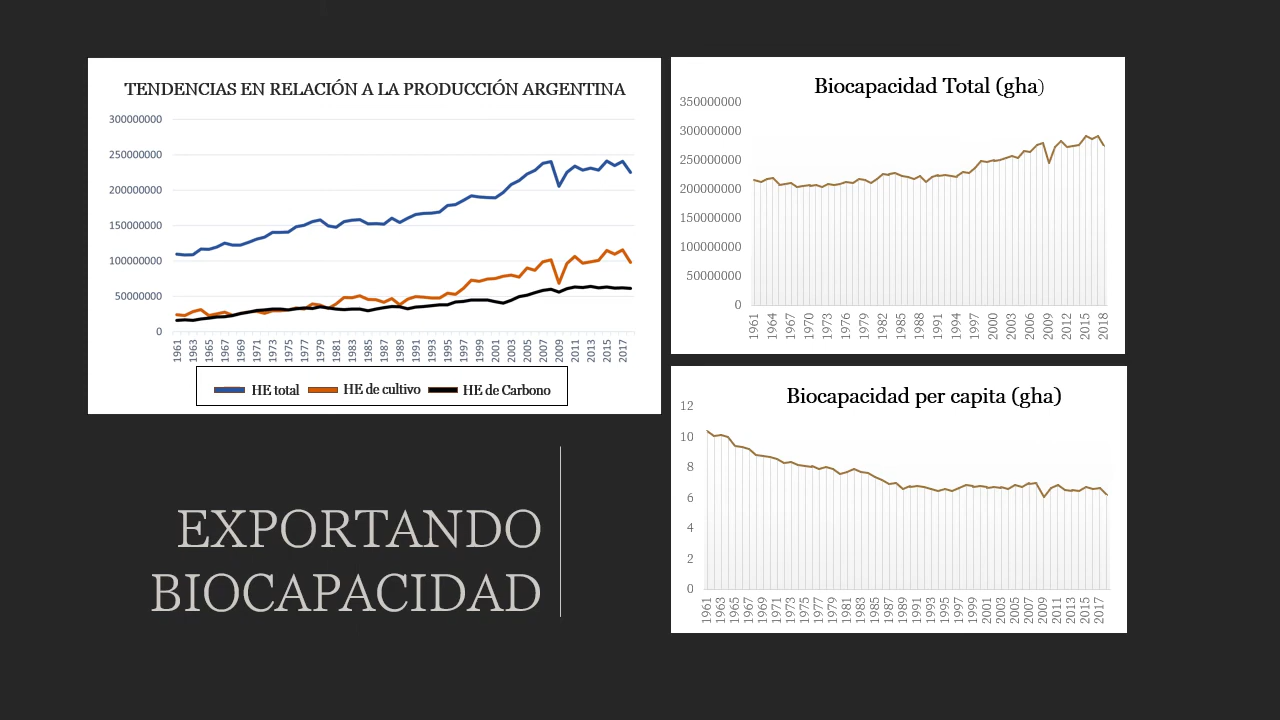 TENDENCIAS EN RELACIÓN A LA PRODUCCIÓN ARGENTINA
300000000
250000000
200000000
150000000
100000000
50000000
0
1961 1963 1965 1967 1969 1971 1973 1975 1977 1979 1981 1983 1985 1987 1989 1991 1993 1995 1997 1999 2001 2003 2005 2007 2009 2011 2013 2015 2017
HE total HE de cultivo HE de Carbono
Biocapacidad Total (gha)
350000000
300000000
250000000
200000000
150000000
100000000
50000000
0
1961 1964 1967 1970 1973 1976 1979 1982 1985 1988 1991 1994 1997 2000 2003 2006 2009 2012 2015 2018
Biocapacidad per capita (gha)
12
10
8
6
4
2
0
1961 1963 1965 1967 1969 1971 1973 1975 1977 1979 1981 1983 1985 1987 1989 1991 1993 1995 1997 1999 2001 2003 2005 2007 2009 2011 2013 2015 2017
EXPORTANDO
BIOCAPACIDAD